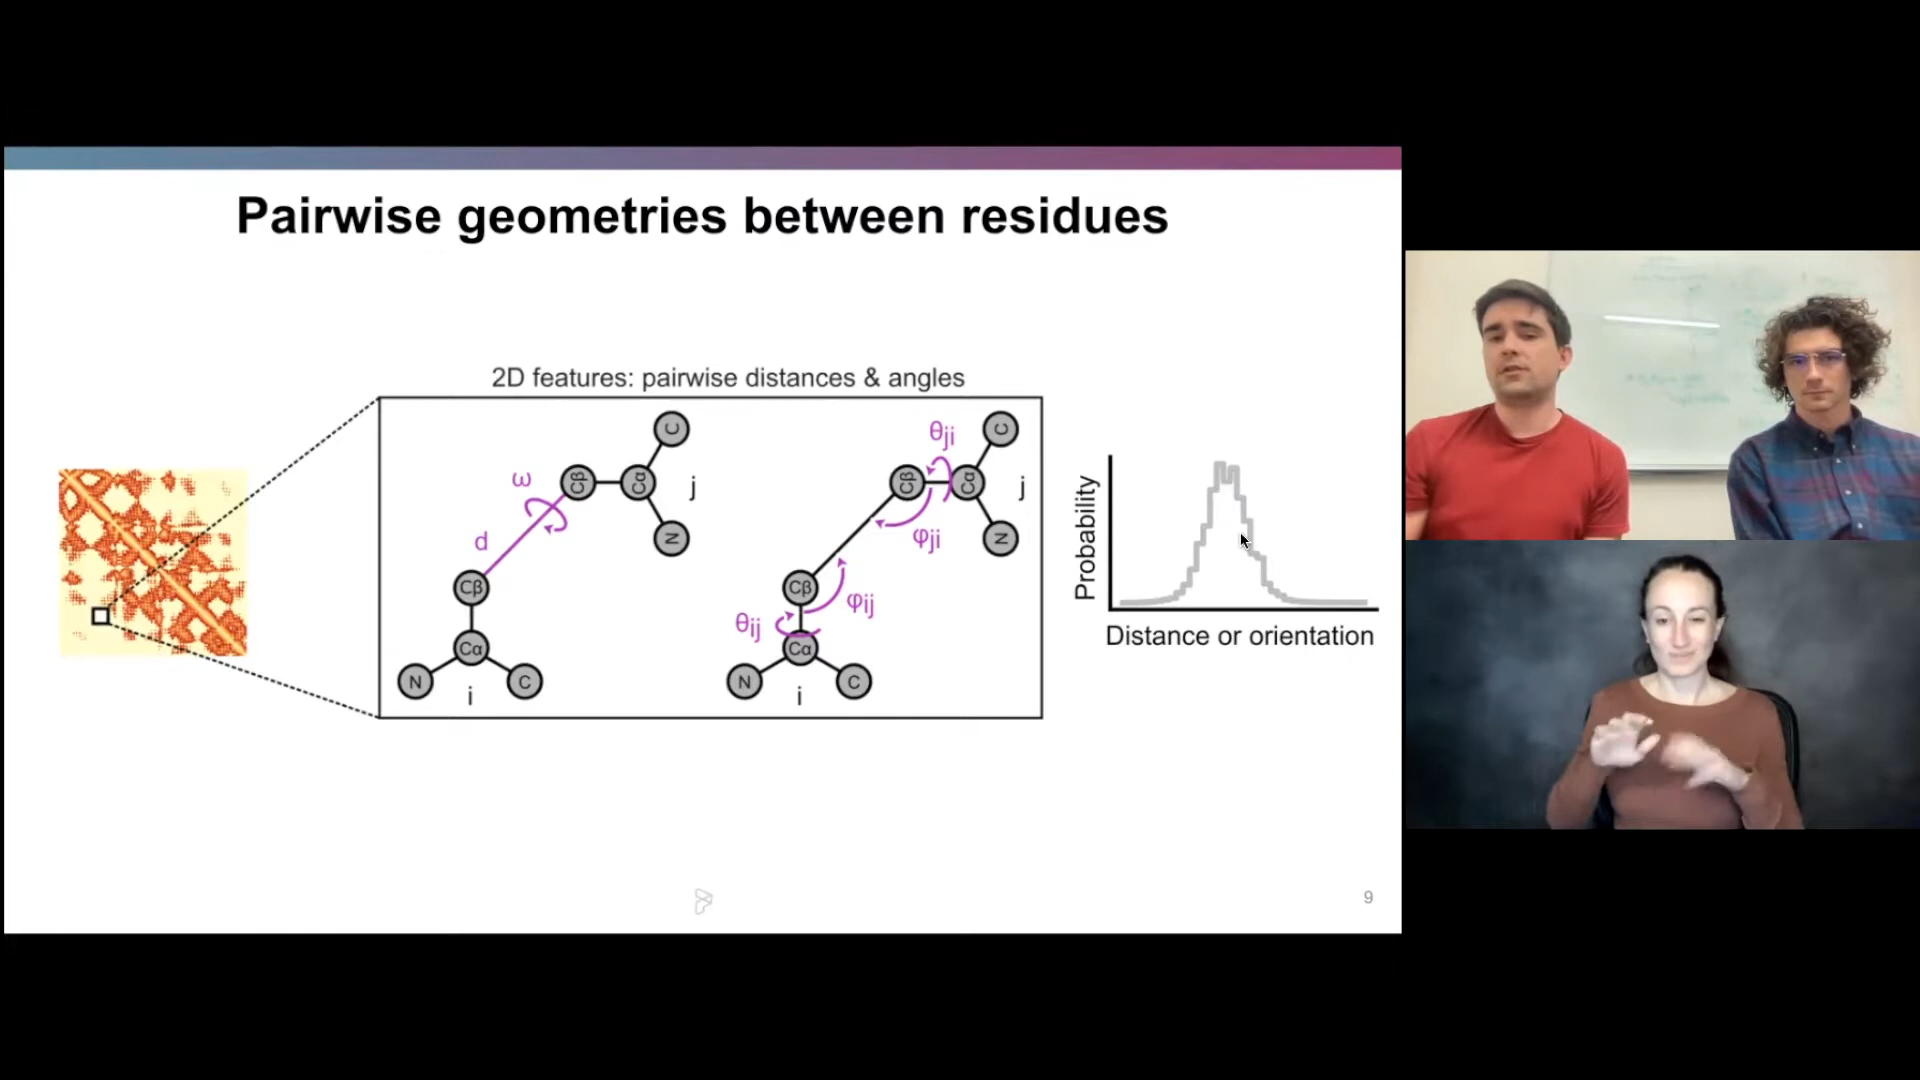 Pairwise geometries between residues
2D features: pairwise distances & angles
ω
d
Cβ
Cα
C
N
j
Cβ
Cα
N
C
i
θji
Cβ
Cα
C
N
j
φji
φij
Cβ
θij
Cα
N
C
i
Probability
Distance or orientation
9